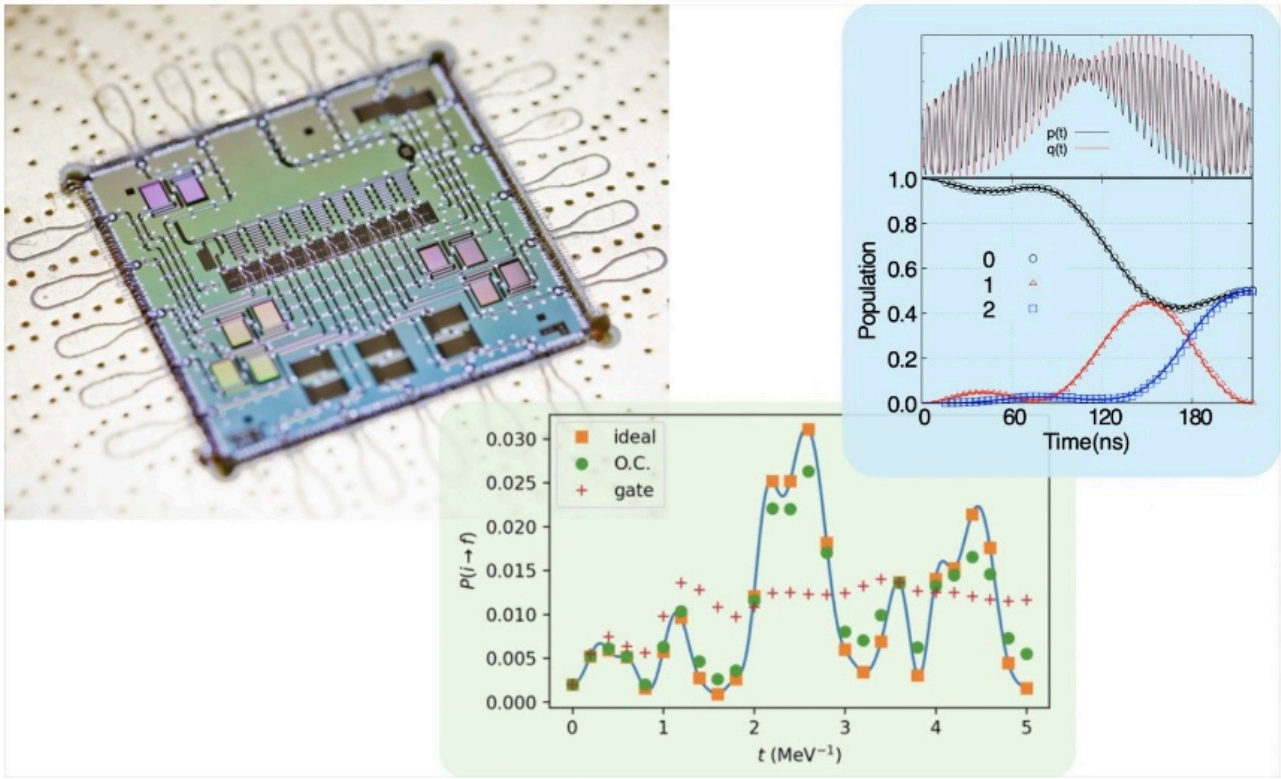 p(t)
q(t)
1.0
0.8
0.6
0.4
0.2
0.0
Population
0
1
2
0 60 120 180
Time(ns)
ideal
O.C.
gate
0.030
0.025
0.020
0.015
0.010
0.005
0.000
P(i → f)
0 1 2 3 4 5
t (MeV⁻¹)